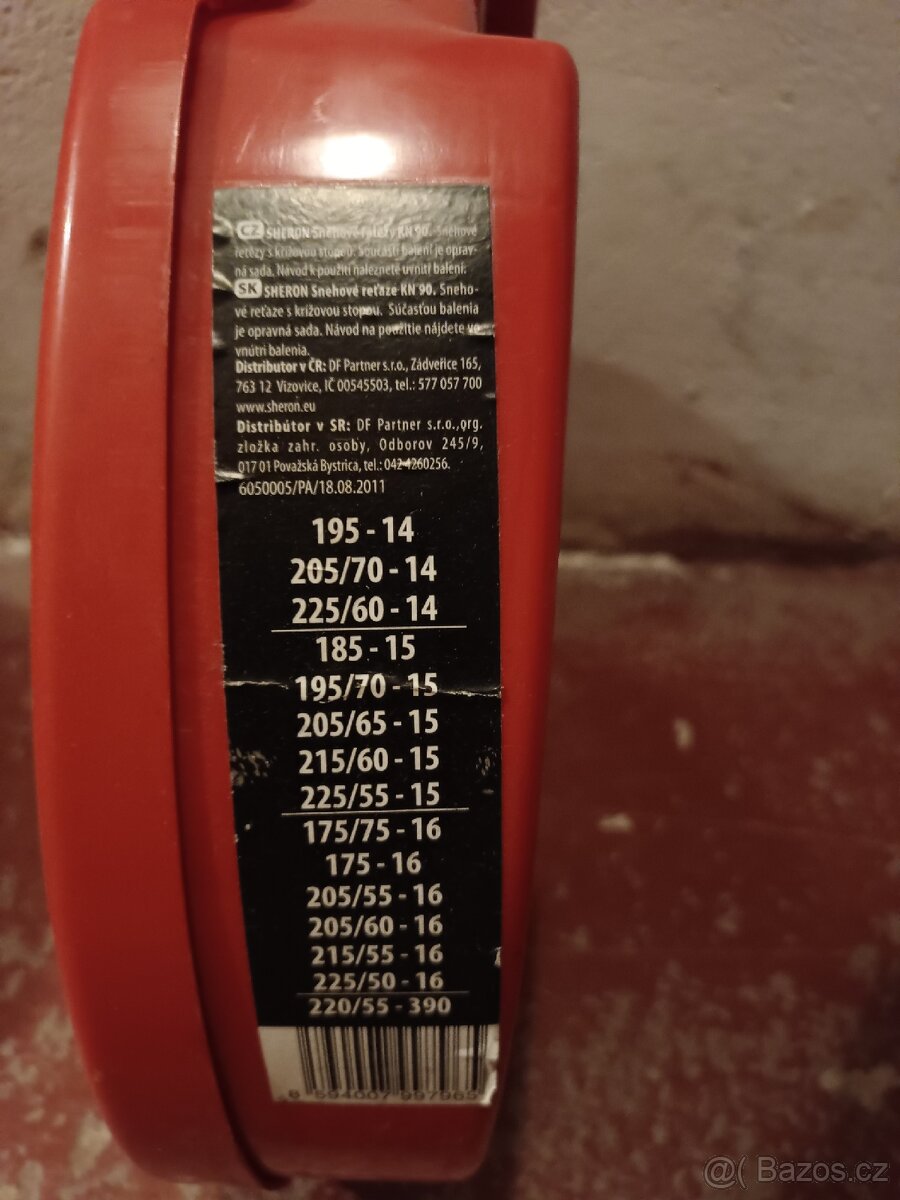 CZ SHERON Sněhové řetězy KN 90. Sněhové
řetězy s křížovou stopou. Součástí balení je oprav-
ná sada. Návod k použití naleznete uvnitř balení.
SK SHERON Snehové reťaze KN 90. Sneho-
vé reťaze s krížovou stopou. Súčasťou balenia
je opravná sada. Návod na použitie nájdete vo
vnútri balenia.
Distributor v ČR: DF Partner s.r.o., Zádveřice 165,
763 12 Vizovice, IČ 00545503, tel.: 577 057 700
www.sheron.eu
Distribútor v SR: DF Partner s.r.o.,org.
zložka zahr. osoby, Odborov 245/9,
017 01 Považská Bystrica, tel.: 042 4260256.
6050005/PA/18.08.2011
195 - 14
205/70 - 14
225/60 - 14
185 - 15
195/70 - 15
205/65 - 15
215/60 - 15
225/55 - 15
175/75 - 16
175 - 16
205/55 - 16
205/60 - 16
215/55 - 16
225/50 - 16
220/55 - 390
8 594007 997965
@( Bazos.cz